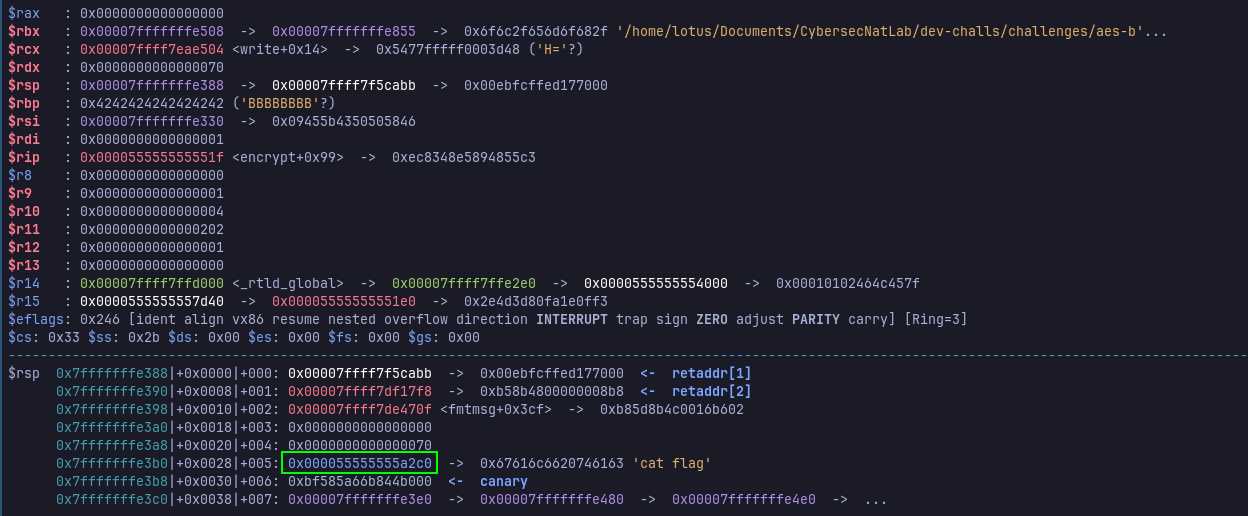 $rax   : 0x0000000000000000
$rbx   : 0x00007fffffffe508  ->  0x00007fffffffe855  ->  0x6f6c2f656d6f682f '/home/lotus/Documents/CybersecNatLab/dev-challs/challenges/aes-b'...
$rcx   : 0x00007ffff7eae504 <write+0x14>  ->  0x5477fffff0003d48 ('H='?)
$rdx   : 0x0000000000000070
$rsp   : 0x00007fffffffe388  ->  0x00007ffff7f5cabb  ->  0x00ebfcffed177000
$rbp   : 0x4242424242424242 ('BBBBBBBB'?)
$rsi   : 0x00007fffffffe330  ->  0x09455b4350505846
$rdi   : 0x0000000000000001
$rip   : 0x000055555555551f <encrypt+0x99>  ->  0xec8348e5894855c3
$r8    : 0x0000000000000000
$r9    : 0x0000000000000001
$r10   : 0x0000000000000004
$r11   : 0x0000000000000202
$r12   : 0x0000000000000001
$r13   : 0x0000000000000000
$r14   : 0x00007ffff7ffd000 <_rtld_global>  ->  0x00007ffff7ffe2e0  ->  0x0000555555554000  ->  0x00010102464c457f
$r15   : 0x0000555555557d40  ->  0x00005555555551e0  ->  0x2e4d3d80fa1e0ff3
$eflags: 0x246 [ident align vx86 resume nested overflow direction INTERRUPT trap sign ZERO adjust PARITY carry] [Ring=3]
$cs: 0x33 $ss: 0x2b $ds: 0x00 $es: 0x00 $fs: 0x00 $gs: 0x00
$rsp  0x7fffffffe388|+0x0000|+000: 0x00007ffff7f5cabb  ->  0x00ebfcffed177000  <-  retaddr[1]
0x7fffffffe390|+0x0008|+001: 0x00007ffff7df17f8  ->  0xb58b4800000008b8  <-  retaddr[2]
0x7fffffffe398|+0x0010|+002: 0x00007ffff7de470f <fmtmsg+0x3cf>  ->  0xb85d8b4c0016b602
0x7fffffffe3a0|+0x0018|+003: 0x0000000000000000
0x7fffffffe3a8|+0x0020|+004: 0x0000000000000070
0x7fffffffe3b0|+0x0028|+005: 0x000055555555a2c0  ->  0x67616c6620746163 'cat flag'
0x7fffffffe3b8|+0x0030|+006: 0xbf585a66b844b000  <-  canary
0x7fffffffe3c0|+0x0038|+007: 0x00007fffffffe3e0  ->  0x00007fffffffe480  ->  0x00007fffffffe4e0  ->  ...